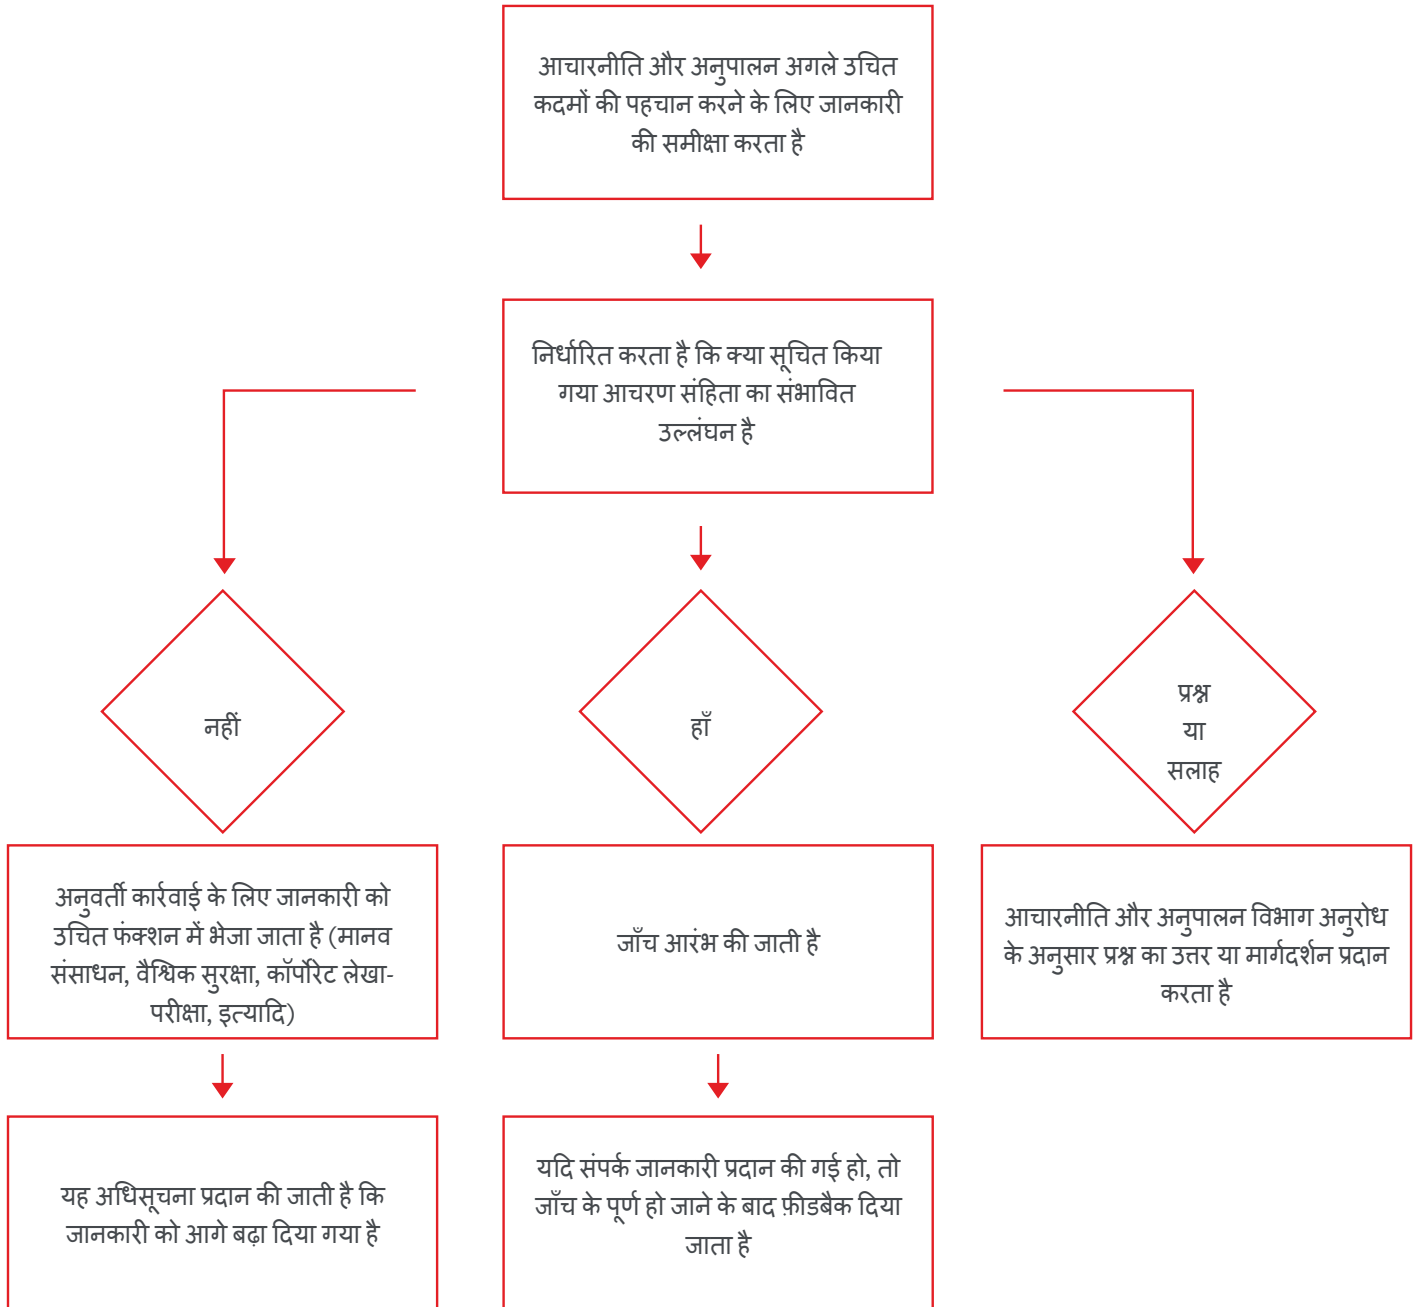 आचारनीति और अनुपालन अगले उचित
कदमों की पहचान करने के लिए जानकारी
की समीक्षा करता है
निर्धारित करता है कि क्या सूचित किया
गया आचरण संहिता का संभावित
उल्लंघन है
नहीं
हाँ
प्रश्न
या
सलाह
अनुवर्ती कार्रवाई के लिए जानकारी को
उचित फंक्शन में भेजा जाता है (मानव
संसाधन, वैश्विक सुरक्षा, कॉर्पोरेट लेखा-
परीक्षा, इत्यादि)
जाँच आरंभ की जाती है
आचारनीति और अनुपालन विभाग अनुरोध
के अनुसार प्रश्न का उत्तर या मार्गदर्शन प्रदान
करता है
यह अधिसूचना प्रदान की जाती है कि
जानकारी को आगे बढ़ा दिया गया है
यदि संपर्क जानकारी प्रदान की गई हो, तो
जाँच के पूर्ण हो जाने के बाद फ़ीडबैक दिया
जाता है